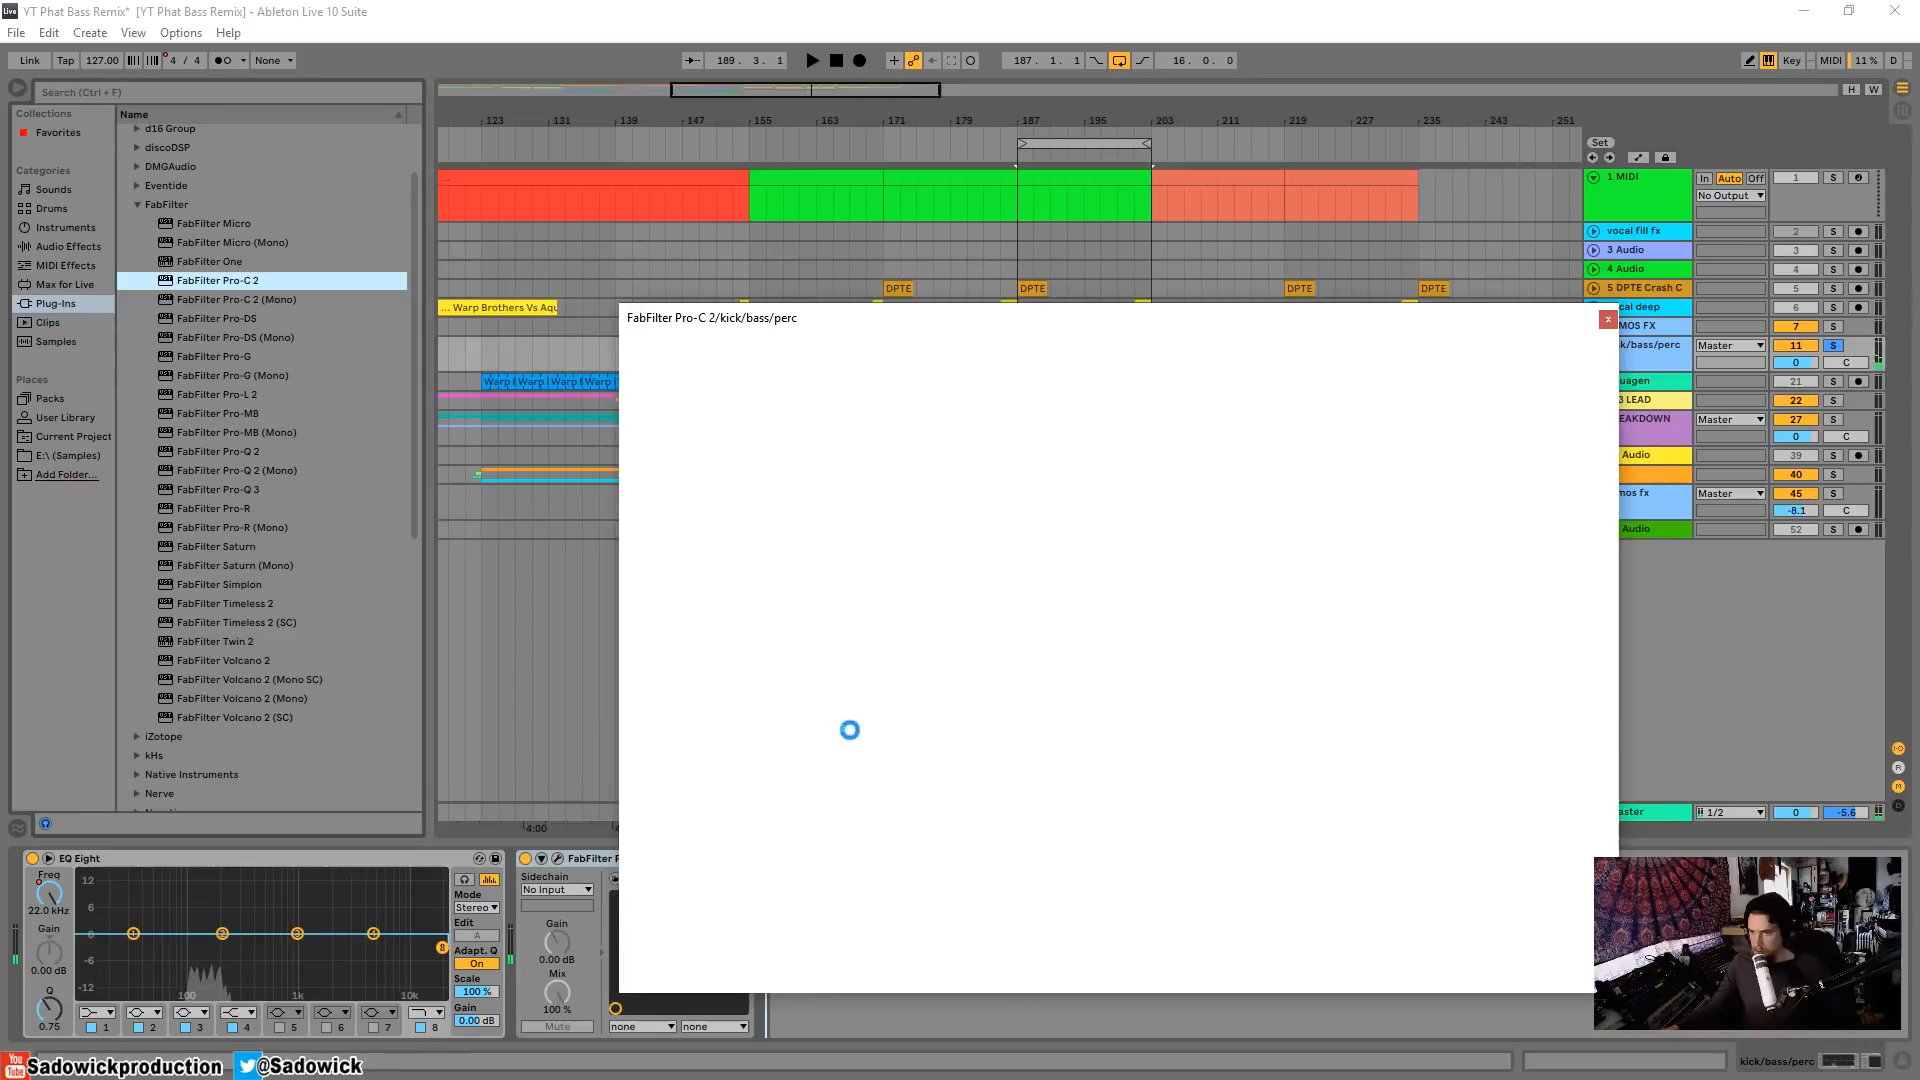 YT Phat Bass Remix*  [YT Phat Bass Remix] - Ableton Live 10 Suite
File Edit Create View Options Help
Link Tap 127.00 4 / 4 None 189. 3. 1 187. 1. 1 16. 0. 0 Key MIDI 11 % D
Search (Ctrl + F)
H W
Collections
Favorites
Categories
Sounds
Drums
Instruments
Audio Effects
MIDI Effects
Max for Live
Plug-Ins
Clips
Samples
Places
Packs
User Library
Current Project
E:\ (Samples)
Add Folder...
Name
d16 Group
discoDSP
DMGAudio
Eventide
FabFilter
FabFilter Micro
FabFilter Micro (Mono)
FabFilter One
FabFilter Pro-C 2
FabFilter Pro-C 2 (Mono)
FabFilter Pro-DS
FabFilter Pro-DS (Mono)
FabFilter Pro-G
FabFilter Pro-G (Mono)
FabFilter Pro-L 2
FabFilter Pro-MB
FabFilter Pro-MB (Mono)
FabFilter Pro-Q 2
FabFilter Pro-Q 2 (Mono)
FabFilter Pro-Q 3
FabFilter Pro-R
FabFilter Pro-R (Mono)
FabFilter Saturn
FabFilter Saturn (Mono)
FabFilter Simplon
FabFilter Timeless 2
FabFilter Timeless 2 (SC)
FabFilter Twin 2
FabFilter Volcano 2
FabFilter Volcano 2 (Mono SC)
FabFilter Volcano 2 (Mono)
FabFilter Volcano 2 (SC)
iZotope
kHs
Native Instruments
Nerve
123 131 139 147 155 163 171 179 187 195 203 211 219 227 235 243 251
Set
1 MIDI In Auto Off 1 S
No Output
vocal fill fx 2 S
3 Audio 3 S
4 Audio 4 S
DPTE DPTE DPTE DPTE 5 DPTE Crash C 5 S
... Warp Brothers Vs Aqu cal deep 6 S
MOS FX 7 S
k/bass/perc Master 11 S
0 C
Warp Warp Warp Warp uagen 21 S
3 LEAD 22 S
EAKDOWN Master 27 S
0 C
Audio 39 S
40 S
mos fx Master 45 S
-8.1 C
Audio 52 S
FabFilter Pro-C 2/kick/bass/perc
aster 1/2 0 -5.6
4:00
EQ Eight
Freq
22.0 kHz
Gain
0.00 dB
Q
0.75
12
6
0
-6
-12
100 1k 10k
1 2 3 4 5 6 7 8
Mode
Stereo
Edit
A
Adapt. Q
On
Scale
100 %
Gain
0.00 dB
FabFilter P
Sidechain
No Input
Gain
0.00 dB
Mix
100 %
Mute
none none
You Tube Sadowickproduction @Sadowick
kick/bass/perc